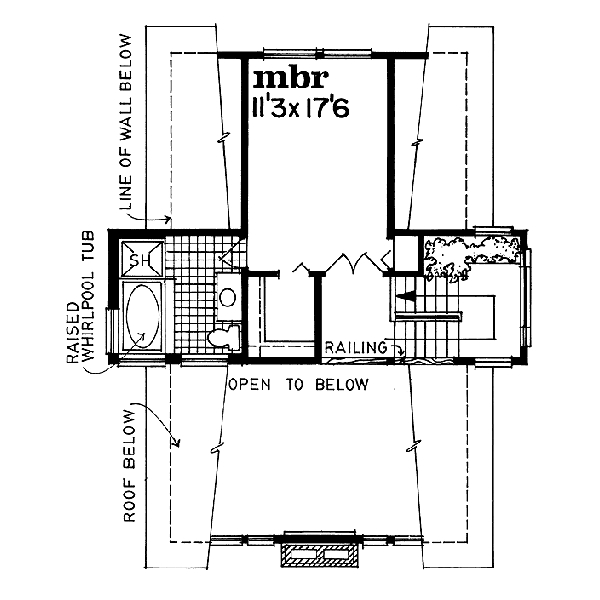 mbr
11'3x17'6
LINE OF WALL BELOW
SH
RAISED
WHIRLPOOL TUB
RAILING
OPEN TO BELOW
ROOF BELOW